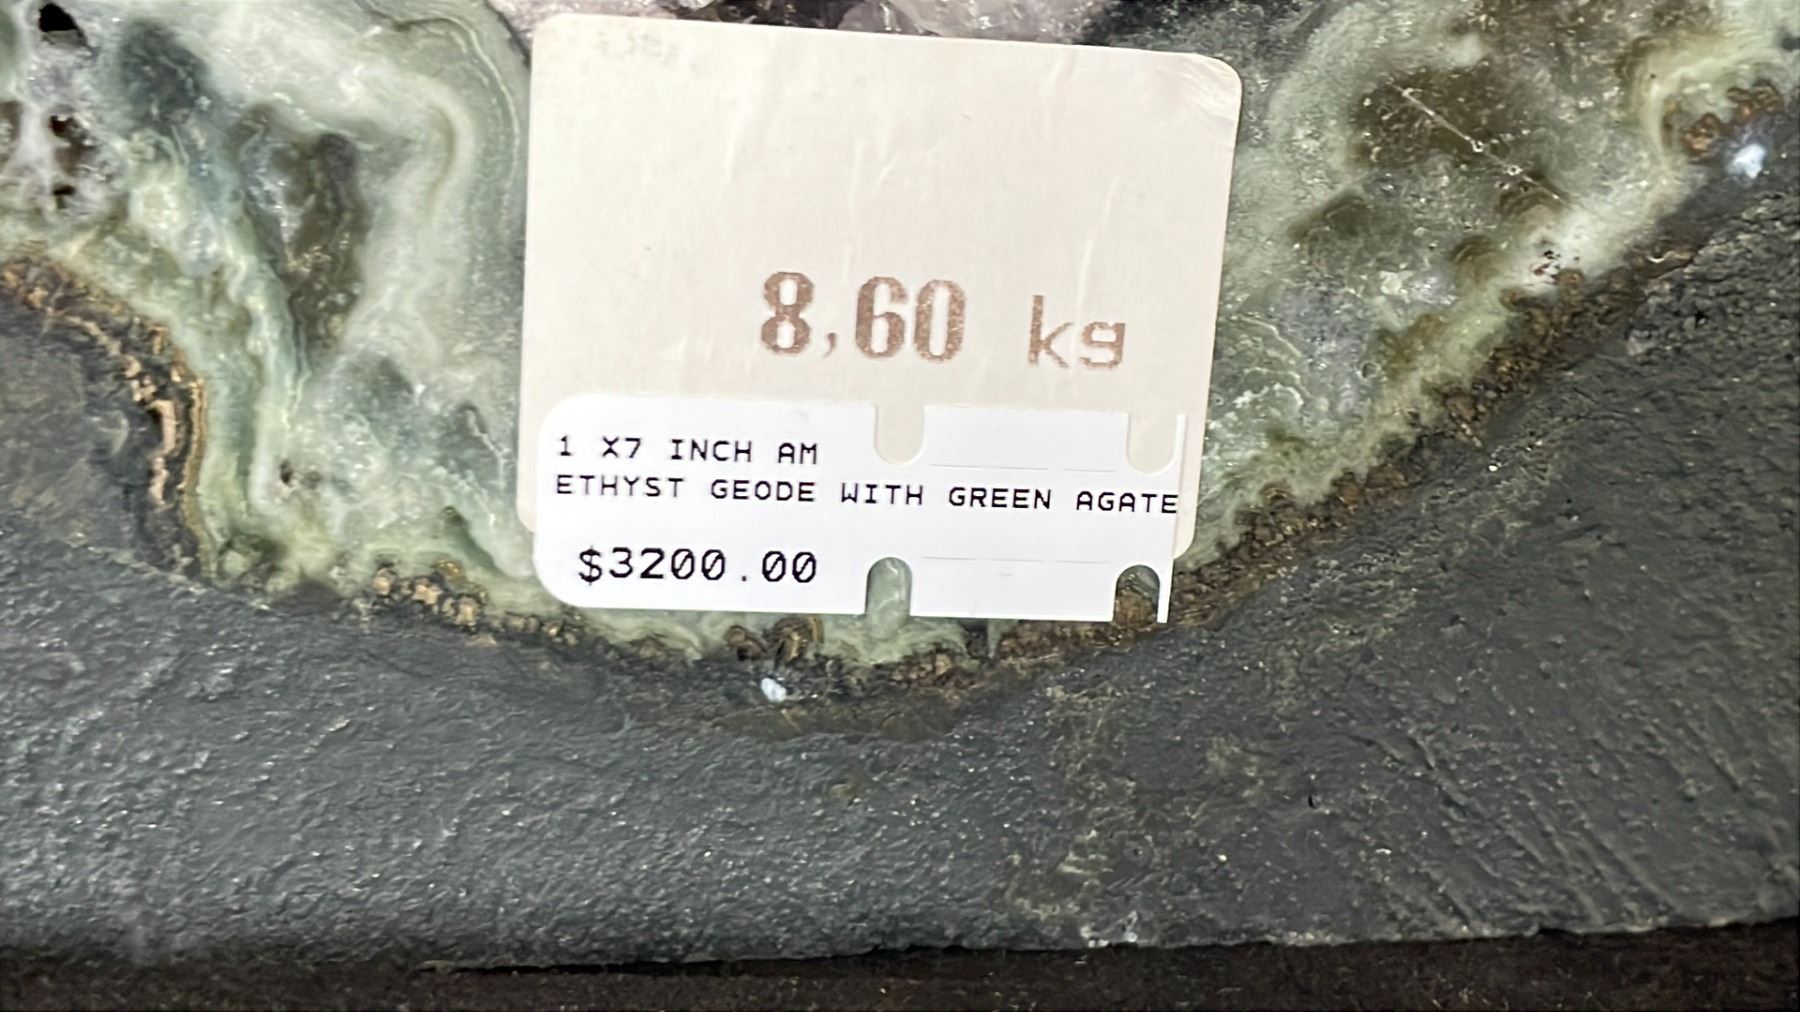 8,60 kg
1 X7 INCH AM
ETHYST GEODE WITH GREEN AGATE
$3200.00